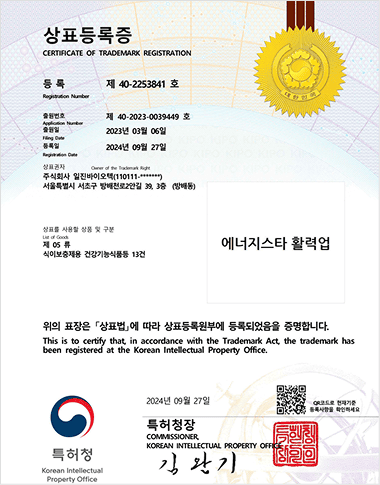 상표등록증
CERTIFICATE OF TRADEMARK REGISTRATION
등 록 제 40-2253841 호
Registration Number
출원번호 제 40-2023-0039449 호
Application Number
출원일 2023년 03월 06일
Filing Date
등록일 2024년 09월 27일
Registration Date
상표권자 Owner of the Trademark Right
주식회사 일진바이오텍(110111-*******)
서울특별시 서초구 방배천로2안길 39, 3층 (방배동)
상표를 사용할 상품 및 구분
List of Goods
제 05 류
식이보충제용 건강기능식품등 13건
에너지스타 활력업
위의 표장은 「상표법」에 따라 상표등록원부에 등록되었음을 증명합니다.
This is to certify that, in accordance with the Trademark Act, the trademark has
been registered at the Korean Intellectual Property Office.
2024년 09월 27일
QR코드로 현재기준
등록사항을 확인하세요
특허청장
COMMISSIONER,
KOREAN INTELLECTUAL PROPERTY OFFICE
김완기
특허청
Korean Intellectual
Property Office